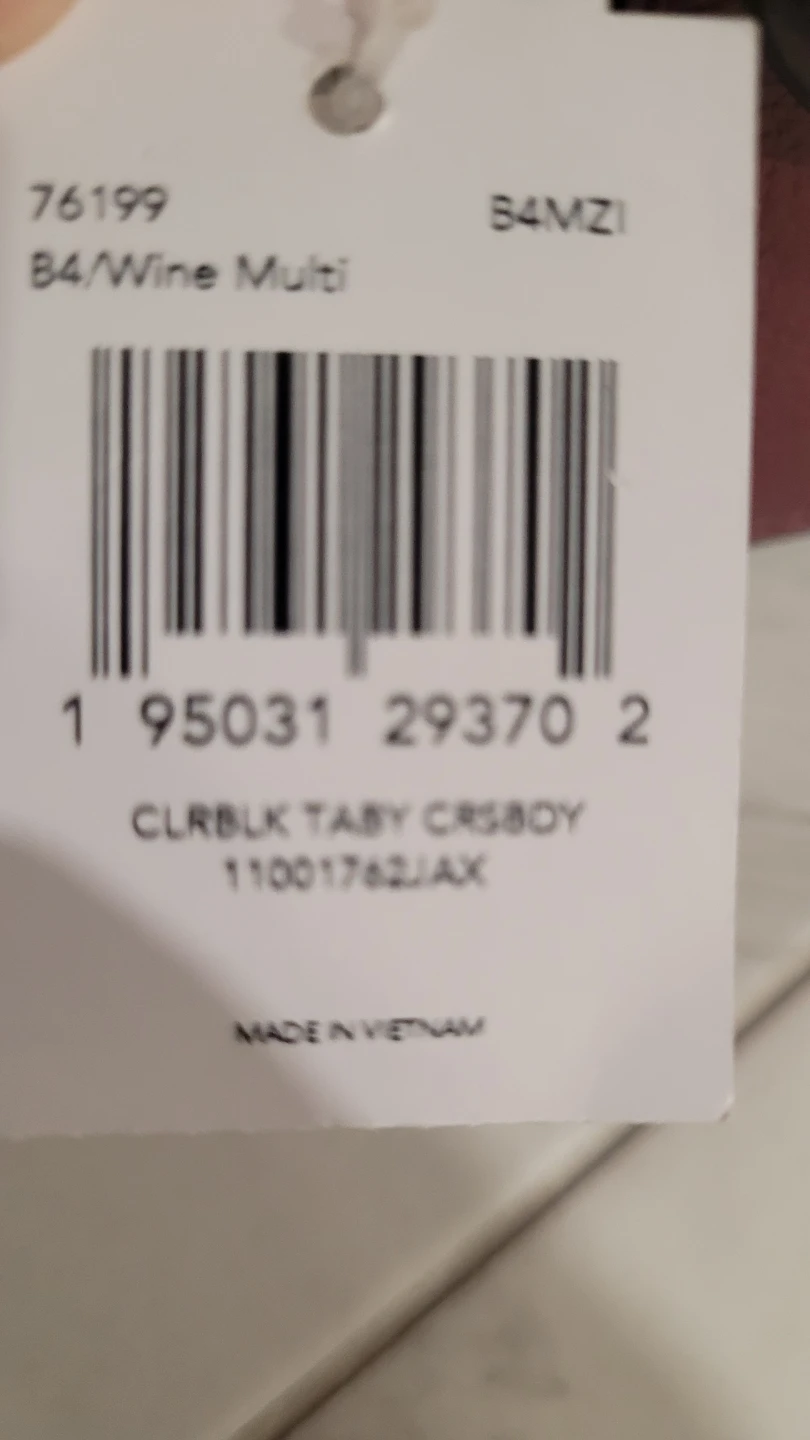 76199 B4MZI
B4/Wine Multi
1 95031 29370 2
CLRBLK TABY CRSBDY
11001762JAX
MADE IN VIETNAM